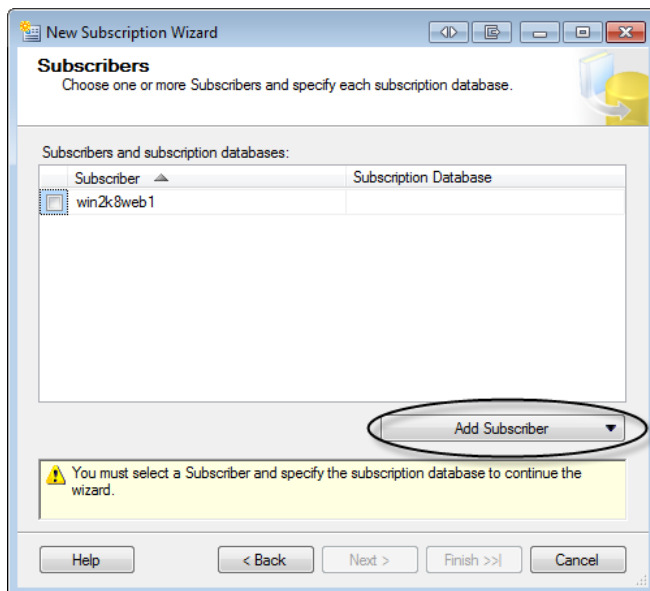 New Subscription Wizard
Subscribers
Choose one or more Subscribers and specify each subscription database.
Subscribers and subscription databases:
Subscriber Subscription Database
win2k8web1
Add Subscriber
You must select a Subscriber and specify the subscription database to continue the
wizard.
Help < Back Next > Finish >>| Cancel